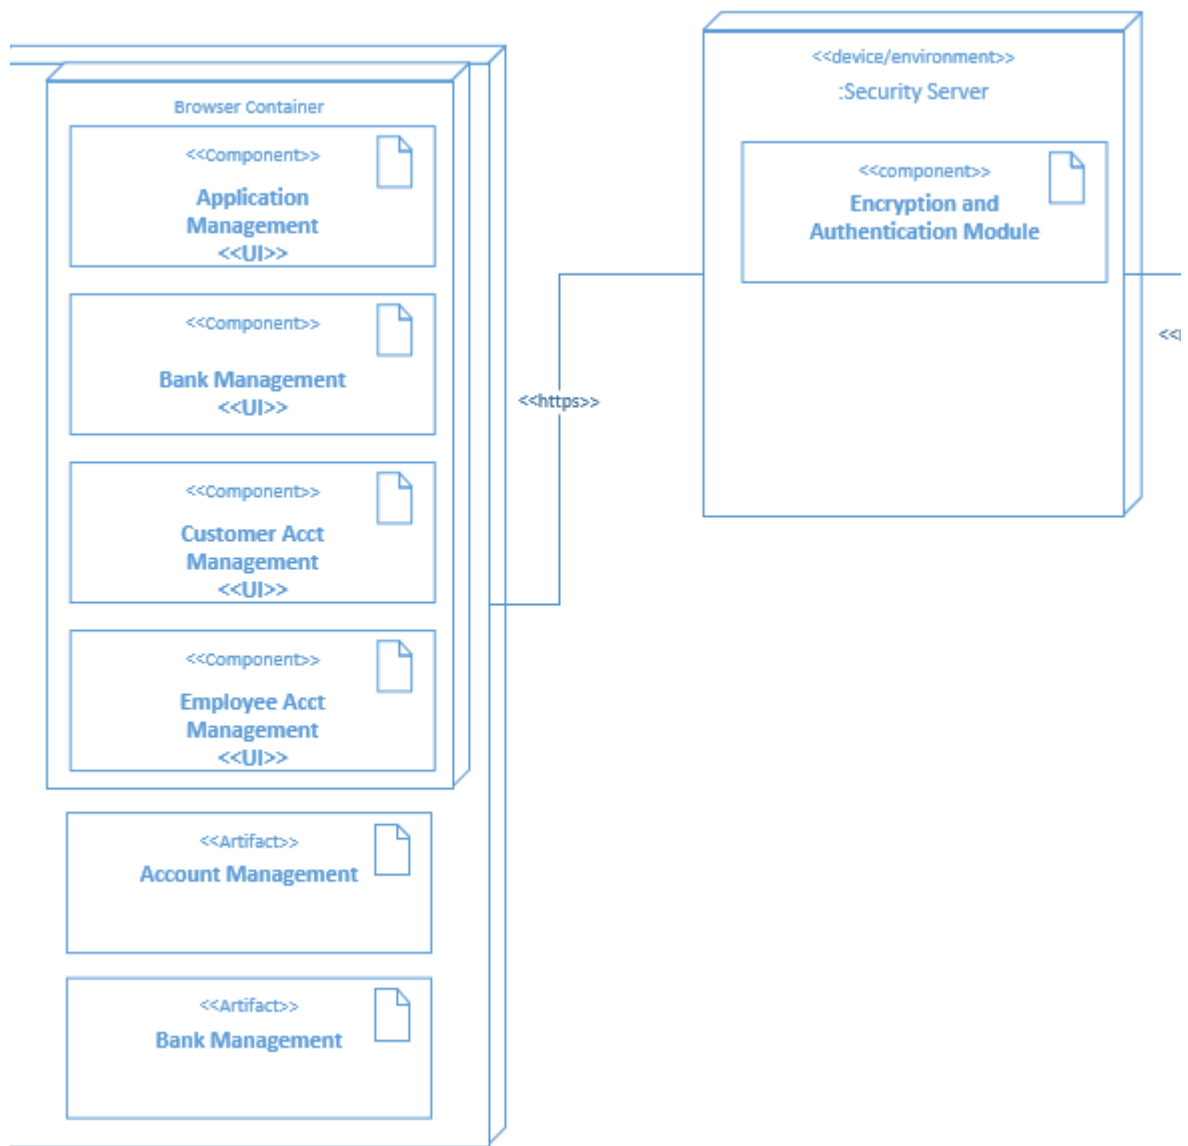 Browser Container
<<Component>>
Application
Management
<<UI>>
<<Component>>
Bank Management
<<UI>>
<<Component>>
Customer Acct
Management
<<UI>>
<<Component>>
Employee Acct
Management
<<UI>>
<<Artifact>>
Account Management
<<Artifact>>
Bank Management
<<https>>
<<device/environment>>
:Security Server
<<component>>
Encryption and
Authentication Module